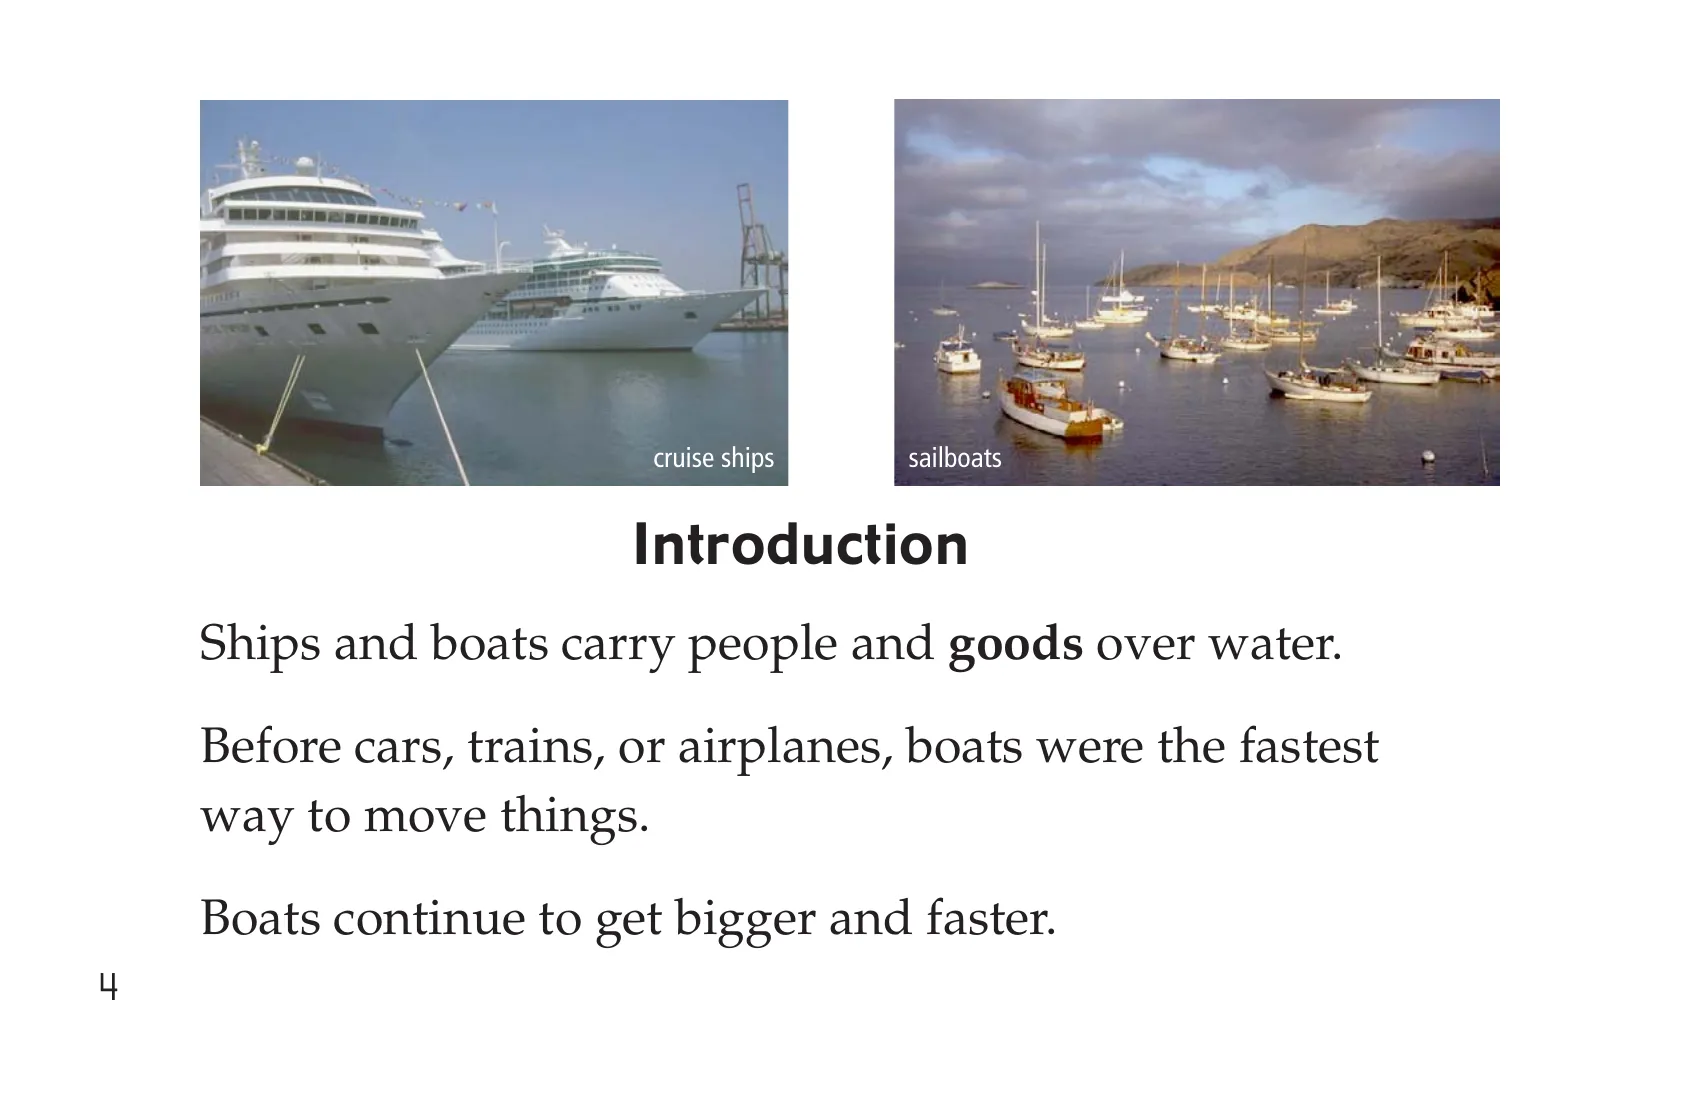 cruise ships
sailboats
Introduction
Ships and boats carry people and goods over water.
Before cars, trains, or airplanes, boats were the fastest
way to move things.
Boats continue to get bigger and faster.
4